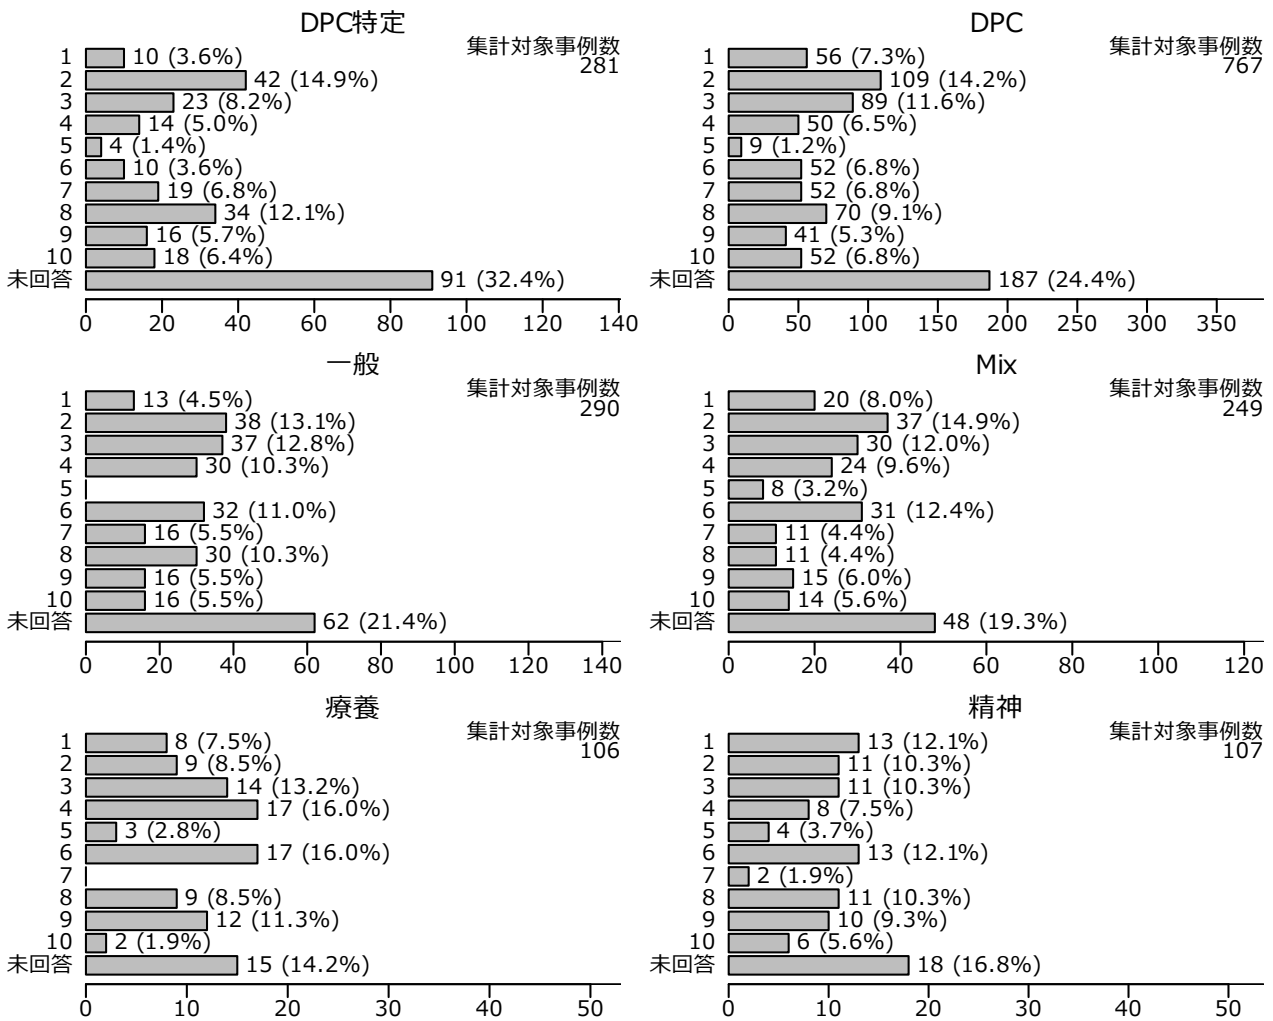 DPC特定
集計対象事例数
281
1 10 (3.6%)
2 42 (14.9%)
3 23 (8.2%)
4 14 (5.0%)
5 4 (1.4%)
6 10 (3.6%)
7 19 (6.8%)
8 34 (12.1%)
9 16 (5.7%)
10 18 (6.4%)
未回答 91 (32.4%)
0 20 40 60 80 100 120 140
DPC
集計対象事例数
767
1 56 (7.3%)
2 109 (14.2%)
3 89 (11.6%)
4 50 (6.5%)
5 9 (1.2%)
6 52 (6.8%)
7 52 (6.8%)
8 70 (9.1%)
9 41 (5.3%)
10 52 (6.8%)
未回答 187 (24.4%)
0 50 100 150 200 250 300 350
一般
集計対象事例数
290
1 13 (4.5%)
2 38 (13.1%)
3 37 (12.8%)
4 30 (10.3%)
5
6 32 (11.0%)
7 16 (5.5%)
8 30 (10.3%)
9 16 (5.5%)
10 16 (5.5%)
未回答 62 (21.4%)
0 20 40 60 80 100 120 140
Mix
集計対象事例数
249
1 20 (8.0%)
2 37 (14.9%)
3 30 (12.0%)
4 24 (9.6%)
5 8 (3.2%)
6 31 (12.4%)
7 11 (4.4%)
8 11 (4.4%)
9 15 (6.0%)
10 14 (5.6%)
未回答 48 (19.3%)
0 20 40 60 80 100 120
療養
集計対象事例数
106
1 8 (7.5%)
2 9 (8.5%)
3 14 (13.2%)
4 17 (16.0%)
5 3 (2.8%)
6 17 (16.0%)
7
8 9 (8.5%)
9 12 (11.3%)
10 2 (1.9%)
未回答 15 (14.2%)
0 10 20 30 40 50
精神
集計対象事例数
107
1 13 (12.1%)
2 11 (10.3%)
3 11 (10.3%)
4 8 (7.5%)
5 4 (3.7%)
6 13 (12.1%)
7 2 (1.9%)
8 11 (10.3%)
9 10 (9.3%)
10 6 (5.6%)
未回答 18 (16.8%)
0 10 20 30 40 50